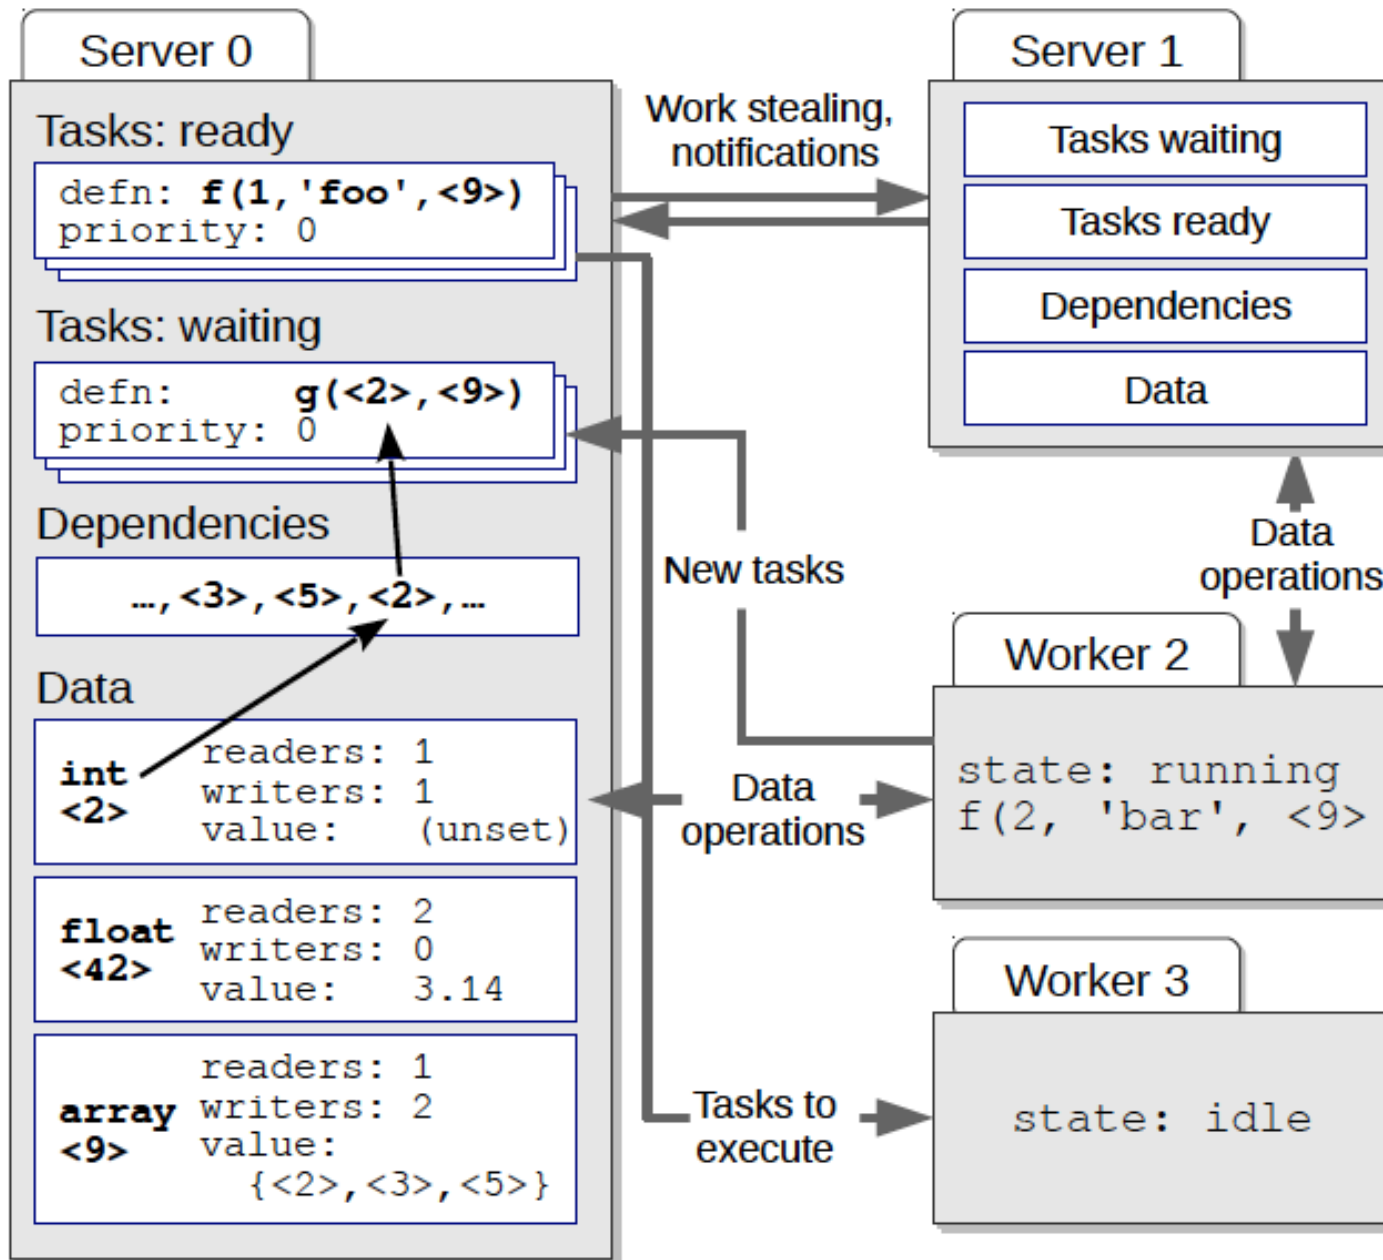 Server 0
Tasks: ready
defn: f(1,'foo',<9>)
priority: 0
Tasks: waiting
defn: g(<2>,<9>)
priority: 0
Dependencies
…,<3>,<5>,<2>,…
Data
int
<2>
readers: 1
writers: 1
value: (unset)
float
<42>
readers: 2
writers: 0
value: 3.14
array
<9>
readers: 1
writers: 2
value:
{<2>,<3>,<5>}
Work stealing,
notifications
New tasks
Data
operations
Tasks to
execute
Server 1
Tasks waiting
Tasks ready
Dependencies
Data
Data
operations
Worker 2
state: running
f(2, 'bar', <9>
Worker 3
state: idle